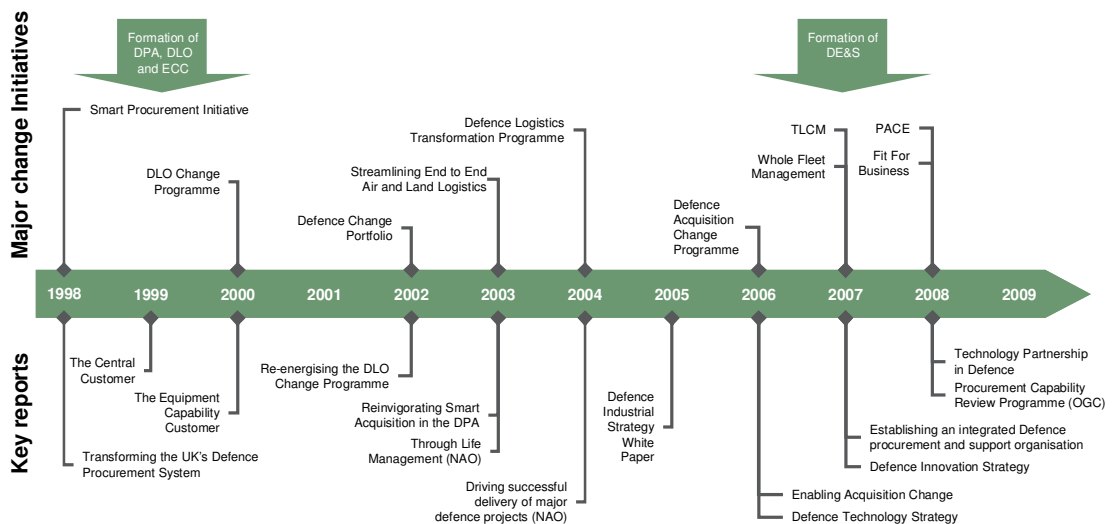 Major change Initiatives
Formation of
DPA, DLO
and ECC
Formation of
DE&S
Smart Procurement Initiative
DLO Change
Programme
Defence Change
Portfolio
Streamlining End to End
Air and Land Logistics
Defence Logistics
Transformation Programme
Defence
Acquisition
Change
Programme
TLCM
Whole Fleet
Management
PACE
Fit For
Business
1998 1999 2000 2001 2002 2003 2004 2005 2006 2007 2008 2009
Key reports
Transforming the UK's Defence
Procurement System
The Central
Customer
The Equipment
Capability
Customer
Re-energising the DLO
Change Programme
Reinvigorating Smart
Acquisition in the DPA
Through Life
Management (NAO)
Driving successful
delivery of major
defence projects (NAO)
Defence
Industrial
Strategy
White
Paper
Enabling Acquisition Change
Defence Technology Strategy
Establishing an integrated Defence
procurement and support organisation
Defence Innovation Strategy
Technology Partnership
in Defence
Procurement Capability
Review Programme (OGC)